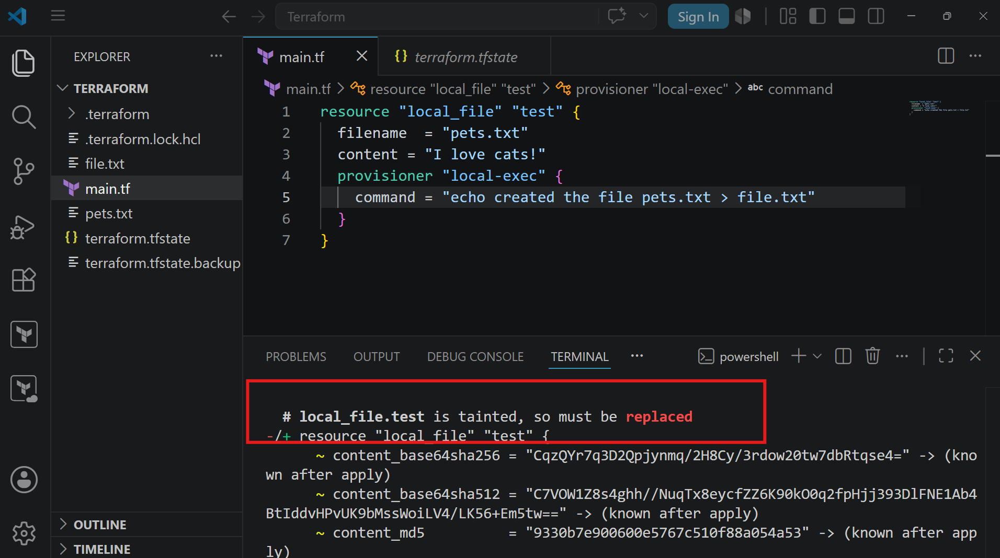 Terraform
Sign In
EXPLORER
TERRAFORM
.terraform
.terraform.lock.hcl
file.txt
main.tf
pets.txt
{} terraform.tfstate
terraform.tfstate.backup
OUTLINE
TIMELINE
main.tf
{} terraform.tfstate
main.tf > resource "local_file" "test" > provisioner "local-exec" > abc command
1 resource "local_file" "test" {
2 filename  = "pets.txt"
3 content = "I love cats!"
4 provisioner "local-exec" {
5 command = "echo created the file pets.txt > file.txt"
6 }
7 }
PROBLEMS OUTPUT DEBUG CONSOLE TERMINAL powershell
# local_file.test is tainted, so must be replaced
-/+ resource "local_file" "test" {
~ content_base64sha256 = "CqzQYr7q3D2Qpjynmq/2H8Cy/3rdow20tw7dbRtqse4=" -> (kno
wn after apply)
~ content_base64sha512 = "C7VOW1Z8s4ghh//NuqTx8eycfZZ6K90kO0q2fpHjj393DlFNE1Ab4
BtIddvHPvUK9bMssWoiLV4/LK56+Em5tw==" -> (known after apply)
~ content_md5          = "9330b7e900600e5767c510f88a054a53" -> (known after app
ly)